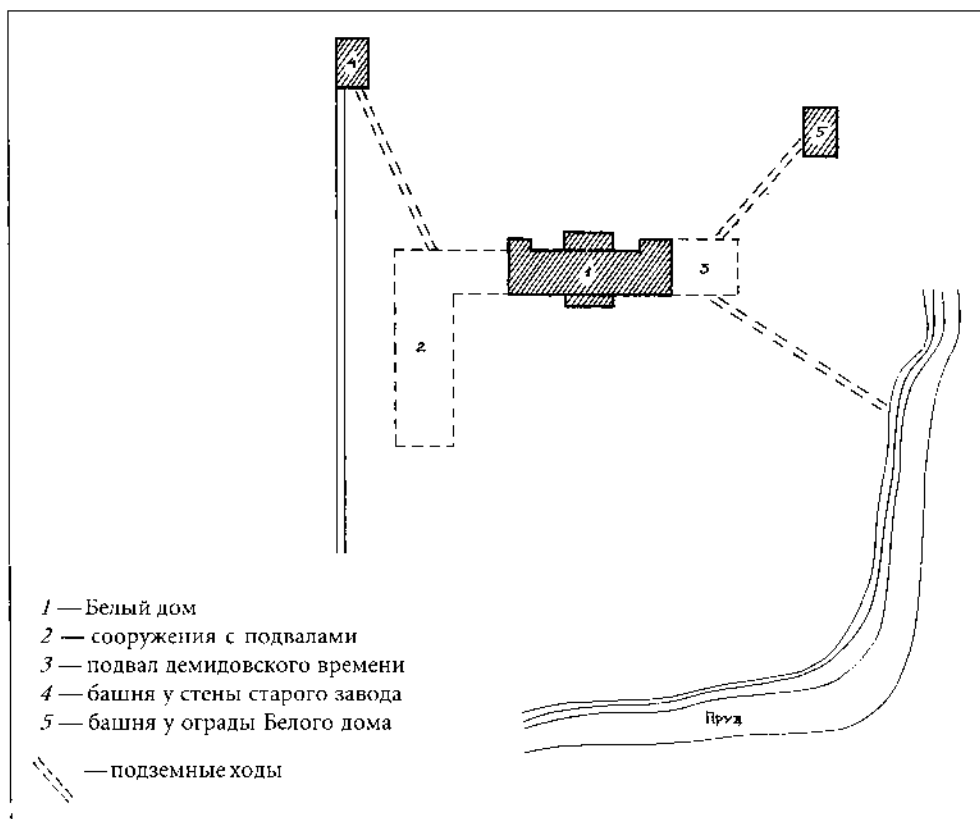 4
5
1
3
2
1 — Белый дом
2 — сооружения с подвалами
3 — подвал демидовского времени
4 — башня у стены старого завода
5 — башня у ограды Белого дома
Пруд
— подземные ходы